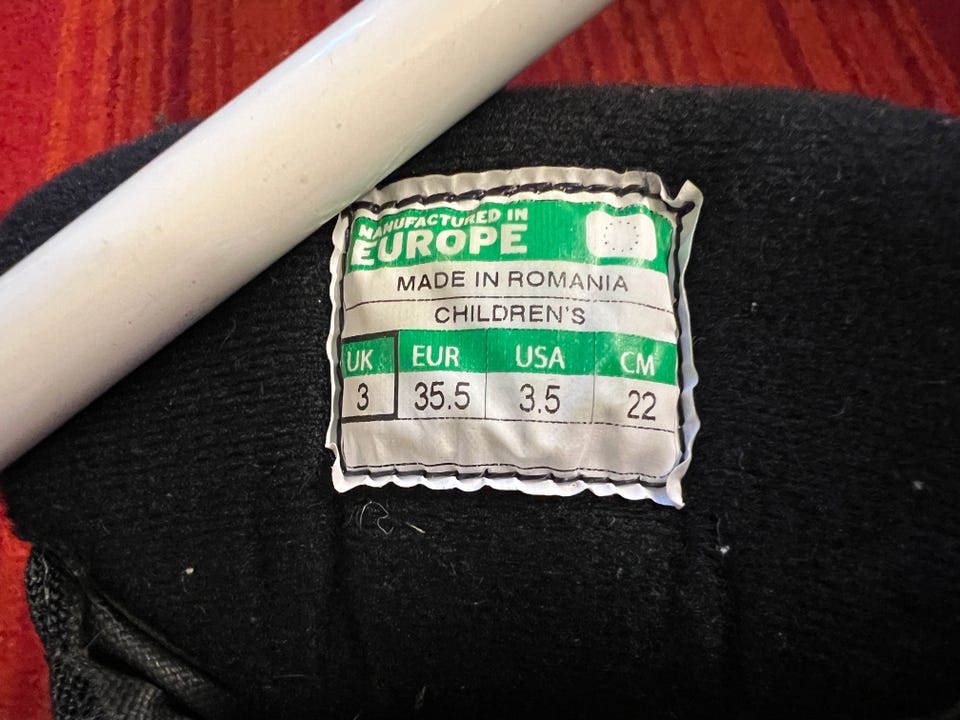 MANUFACTURED IN
EUROPE
MADE IN ROMANIA
CHILDREN'S
UK EUR USA CM
3 35.5 3.5 22